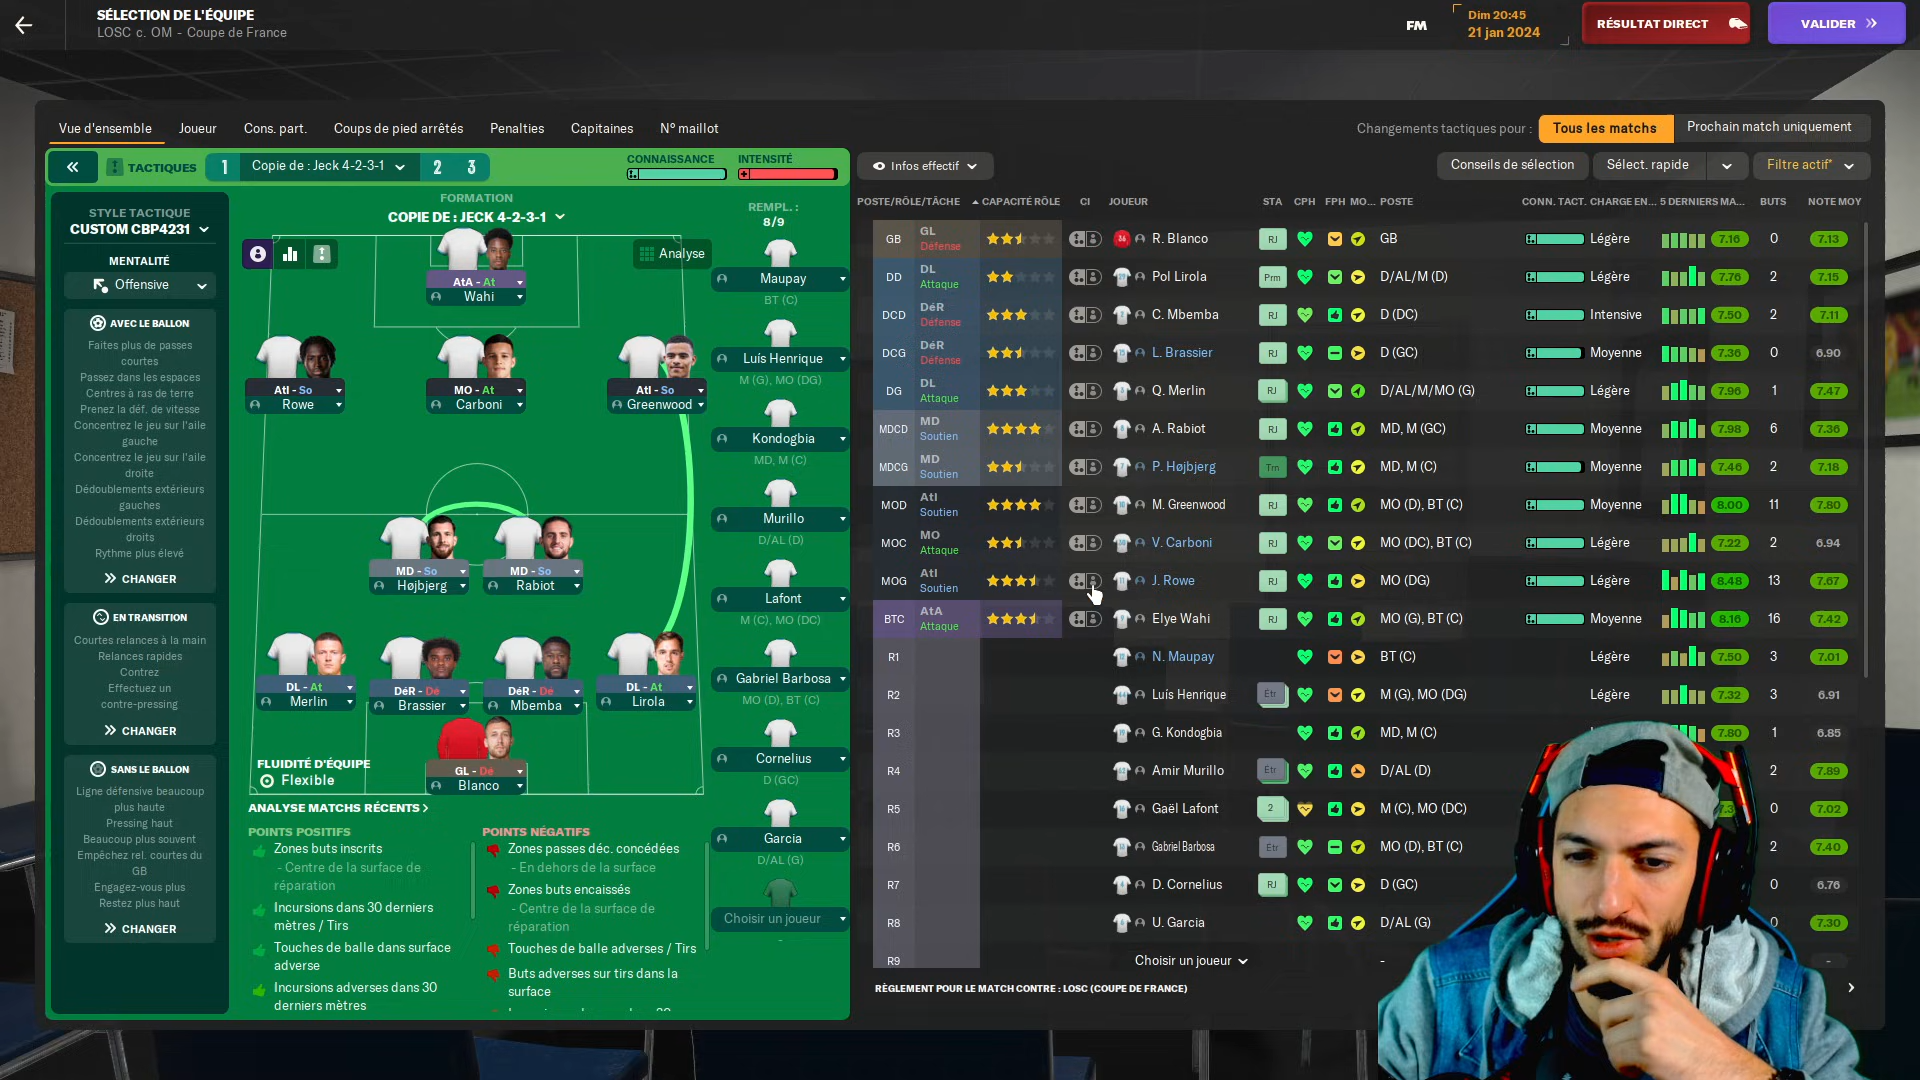 SÉLECTION DE L'ÉQUIPE
LOSC c. OM - Coupe de France
FM
Dim 20:45
21 jan 2024
RÉSULTAT DIRECT
VALIDER
Vue d'ensemble
Joueur
Cons. part.
Coups de pied arrêtés
Penalties
Capitaines
N° maillot
Changements tactiques pour :
Tous les matchs
Prochain match uniquement
TACTIQUES
1
Copie de : Jeck 4-2-3-1
2
3
CONNAISSANCE
INTENSITÉ
Infos effectif
Conseils de sélection
Sélect. rapide
Filtre actif*
STYLE TACTIQUE
CUSTOM CBP4231
MENTALITÉ
Offensive
AVEC LE BALLON
Faites plus de passes
courtes
Passez dans les espaces
Centres à ras de terre
Prenez la déf. de vitesse
Concentrez le jeu sur l'aile
gauche
Concentrez le jeu sur l'aile
droite
Dédoublements extérieurs
gauches
Dédoublements extérieurs
droits
Rythme plus élevé
CHANGER
EN TRANSITION
Courtes relances à la main
Relances rapides
Contrez
Effectuez un
contre-pressing
CHANGER
SANS LE BALLON
Ligne défensive beaucoup
plus haute
Pressing haut
Beaucoup plus souvent
Empêchez rel. courtes du
GB
Engagez-vous plus
Restez plus haut
CHANGER
FORMATION
COPIE DE : JECK 4-2-3-1
Analyse
AtA - At
Wahi
AtI - So
Rowe
MO - At
Carboni
AtI - So
Greenwood
MD - So
Højbjerg
MD - So
Rabiot
DL - At
Merlin
DéR - Dé
Brassier
DéR - Dé
Mbemba
DL - At
Lirola
GL - Dé
Blanco
FLUIDITÉ D'ÉQUIPE
Flexible
REMPL. :
8/9
Maupay
BT (C)
Luís Henrique
M (G), MO (DG)
Kondogbia
MD, M (C)
Murillo
D/AL (D)
Lafont
M (C), MO (DC)
Gabriel Barbosa
MO (D), BT (C)
Cornelius
D (GC)
Garcia
D/AL (G)
Choisir un joueur
-
ANALYSE MATCHS RÉCENTS
POINTS POSITIFS
Zones buts inscrits
- Centre de la surface de
réparation
Incursions dans 30 derniers
mètres / Tirs
Touches de balle dans surface
adverse
Incursions adverses dans 30
derniers mètres
POINTS NÉGATIFS
Zones passes déc. concédées
- En dehors de la surface
Zones buts encaissés
- Centre de la surface de
réparation
Touches de balle adverses / Tirs
Buts adverses sur tirs dans la
surface
POSTE/RÔLE/TÂCHE CAPACITÉ RÔLE CI JOUEUR STA CPH FPH MO... POSTE CONN. TACT. CHARGE EN... 5 DERNIERS MA... BUTS NOTE MOY
GB GL Défense R. Blanco RJ GB Légère 7.16 0 7.13
DD DL Attaque Pol Lirola Prm D/AL/M (D) Légère 7.76 2 7.15
DCD DéR Défense C. Mbemba RJ D (DC) Intensive 7.50 2 7.11
DCG DéR Défense L. Brassier RJ D (GC) Moyenne 7.36 0 6.90
DG DL Attaque Q. Merlin RJ D/AL/M/MO (G) Légère 7.96 1 7.47
MDCD MD Soutien A. Rabiot RJ MD, M (GC) Moyenne 7.98 6 7.36
MDCG MD Soutien P. Højbjerg Trn MD, M (C) Moyenne 7.46 2 7.18
MOD AtI Soutien M. Greenwood RJ MO (D), BT (C) Moyenne 8.00 11 7.80
MOC MO Attaque V. Carboni RJ MO (DC), BT (C) Légère 7.22 2 6.94
MOG AtI Soutien J. Rowe RJ MO (DG) Légère 8.48 13 7.67
BTC AtA Attaque Elye Wahi RJ MO (G), BT (C) Moyenne 8.16 16 7.42
R1 N. Maupay BT (C) Légère 7.50 3 7.01
R2 Luís Henrique Étr M (G), MO (DG) Légère 7.32 3 6.91
R3 G. Kondogbia MD, M (C) 7.80 1 6.85
R4 Amir Murillo Étr D/AL (D) 2 7.89
R5 Gaël Lafont 2 M (C), MO (DC) 0 7.02
R6 Gabriel Barbosa Étr MO (D), BT (C) 2 7.40
R7 D. Cornelius RJ D (GC) 0 6.76
R8 U. Garcia D/AL (G) 0 7.30
R9 Choisir un joueur - -
RÈGLEMENT POUR LE MATCH CONTRE : LOSC (COUPE DE FRANCE)